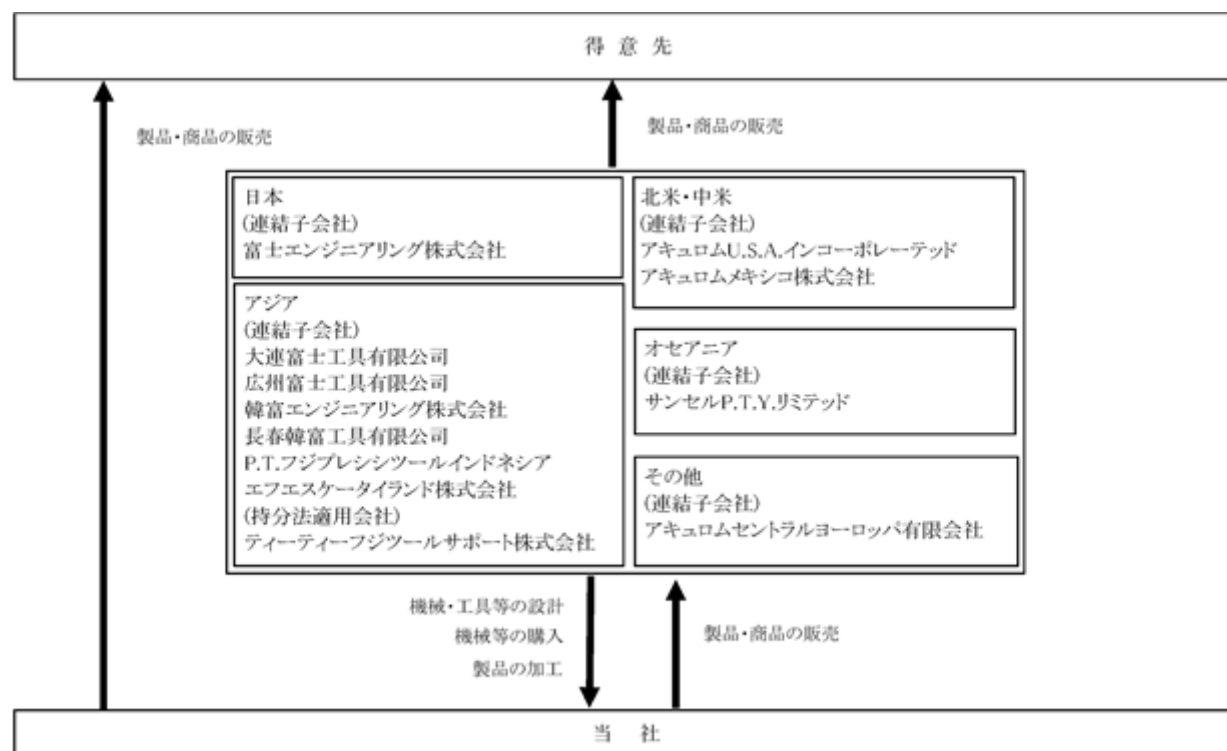 得 意 先
製品・商品の販売
製品・商品の販売
日本
(連結子会社)
富士エンジニアリング株式会社
アジア
(連結子会社)
大連富士工具有限公司
広州富士工具有限公司
韓富エンジニアリング株式会社
長春韓富工具有限公司
P.T.フジプレシシツールインドネシア
エフエスケータイランド株式会社
(持分法適用会社)
ティーティーフジツールサポート株式会社
北米・中米
(連結子会社)
アキュロムU.S.A.インコーポレーテッド
アキュロムメキシコ株式会社
オセアニア
(連結子会社)
サンセルP.T.Y.リミテッド
その他
(連結子会社)
アキュロムセントラルヨーロッパ有限会社
機械・工具等の設計
機械等の購入
製品の加工
製品・商品の販売
当 社